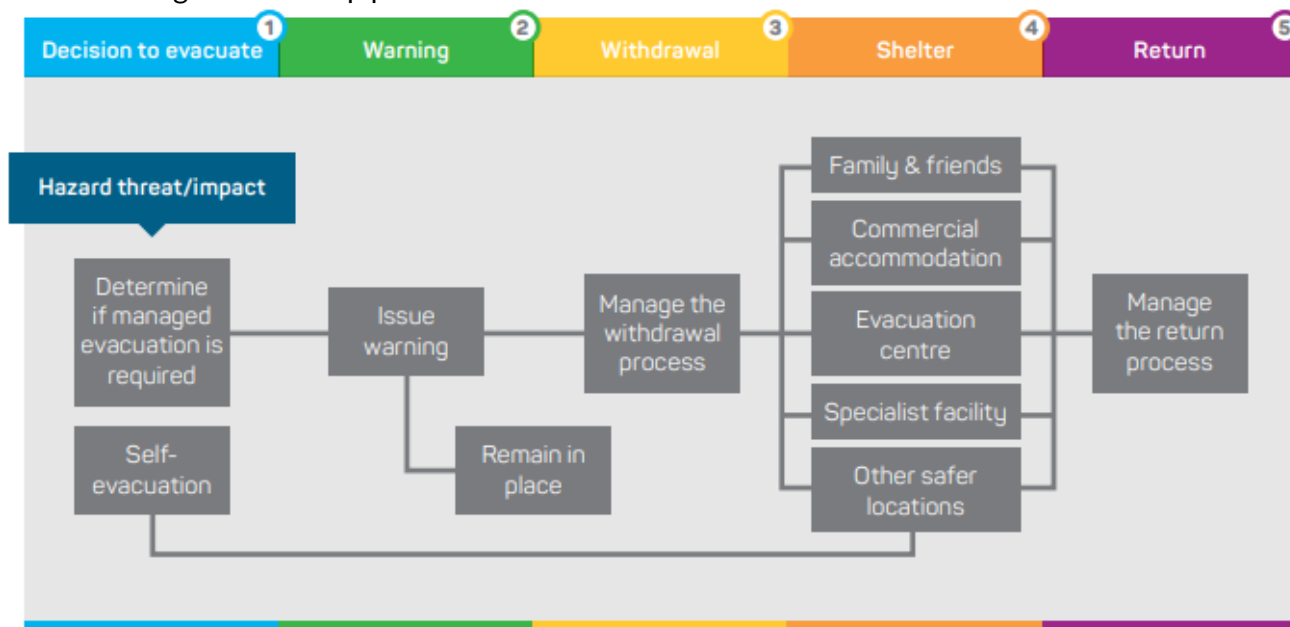 Decision to evacuate
1
Warning
2
Withdrawal
3
Shelter
4
Return
5
Hazard threat/impact
Determine
if managed
evacuation is
required
Self-
evacuation
Issue
warning
Remain in
place
Manage the
withdrawal
process
Family & friends
Commercial
accommodation
Evacuation
centre
Specialist facility
Other safer
locations
Manage
the return
process